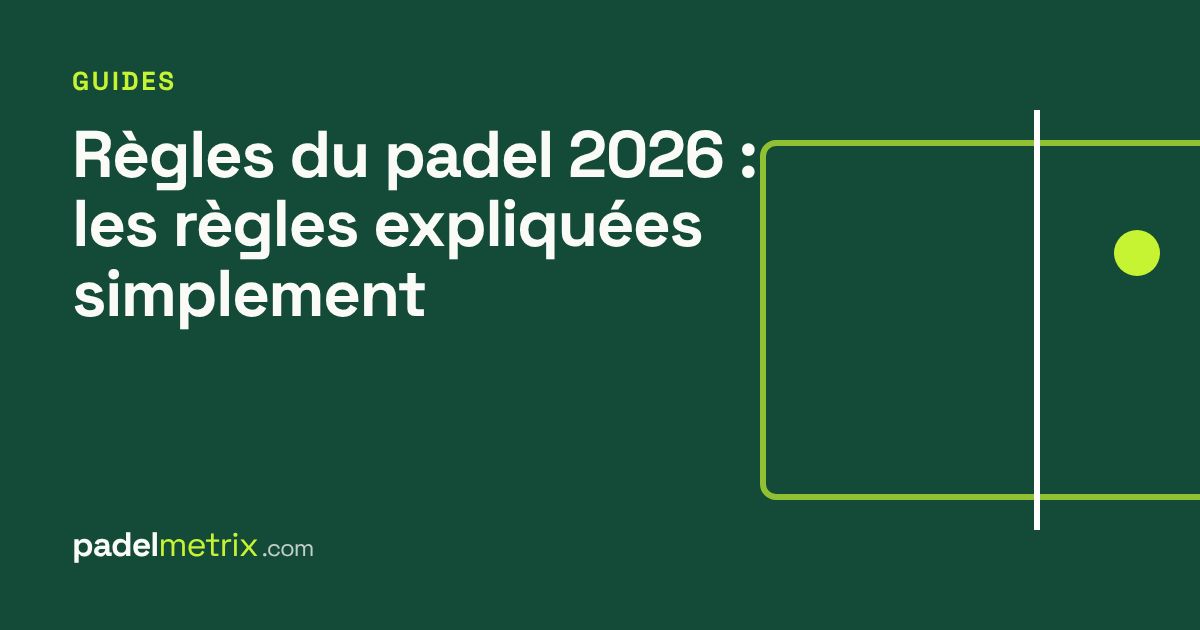 GUIDES
Règles du padel 2026 :
les règles expliquées
simplement
padelmetrix.com